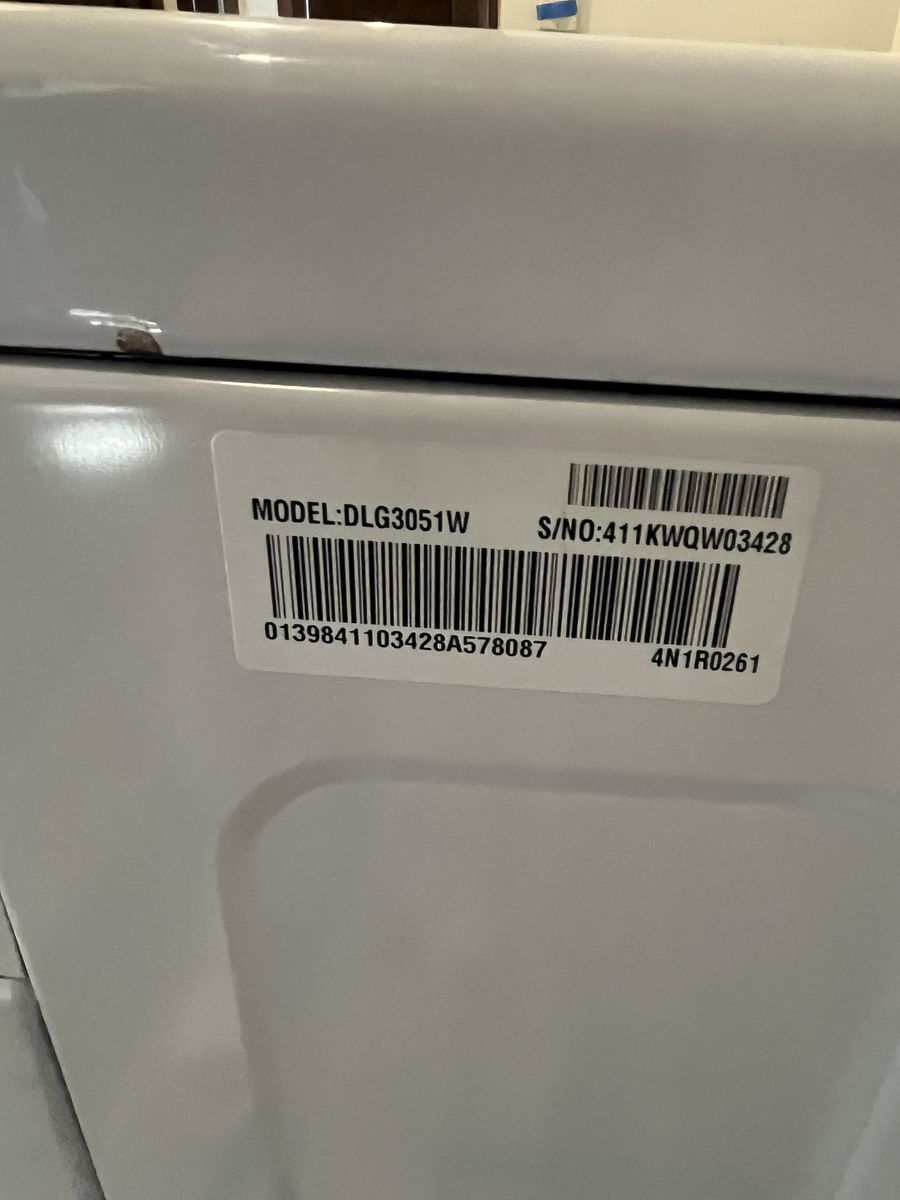 MODEL:DLG3051W
S/NO:411KWQW03428
0139841103428A578087
4N1R0261